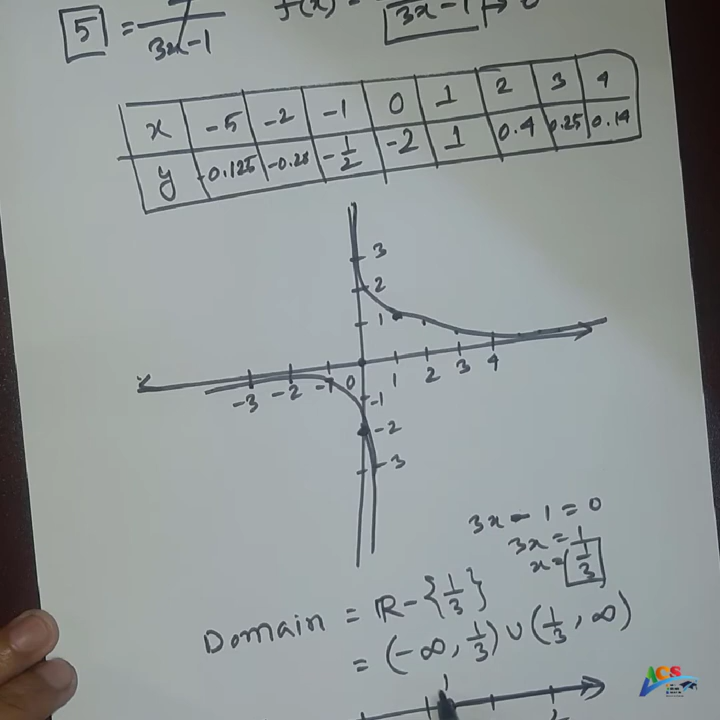 5 = 3x-1 f(x) = 3x-1
x -5 -2 -1 0 1 2 3 4
y -0.125 -0.28 -1/2 -2 1 0.4 0.25 0.14
3
2
1
-3 -2 -1 0 1 2 3 4
-1
-2
-3
3x - 1 = 0
3x = 1
x = 1/3
Domain = R - {1/3}
= (-∞, 1/3) ∪ (1/3, ∞)
ACS